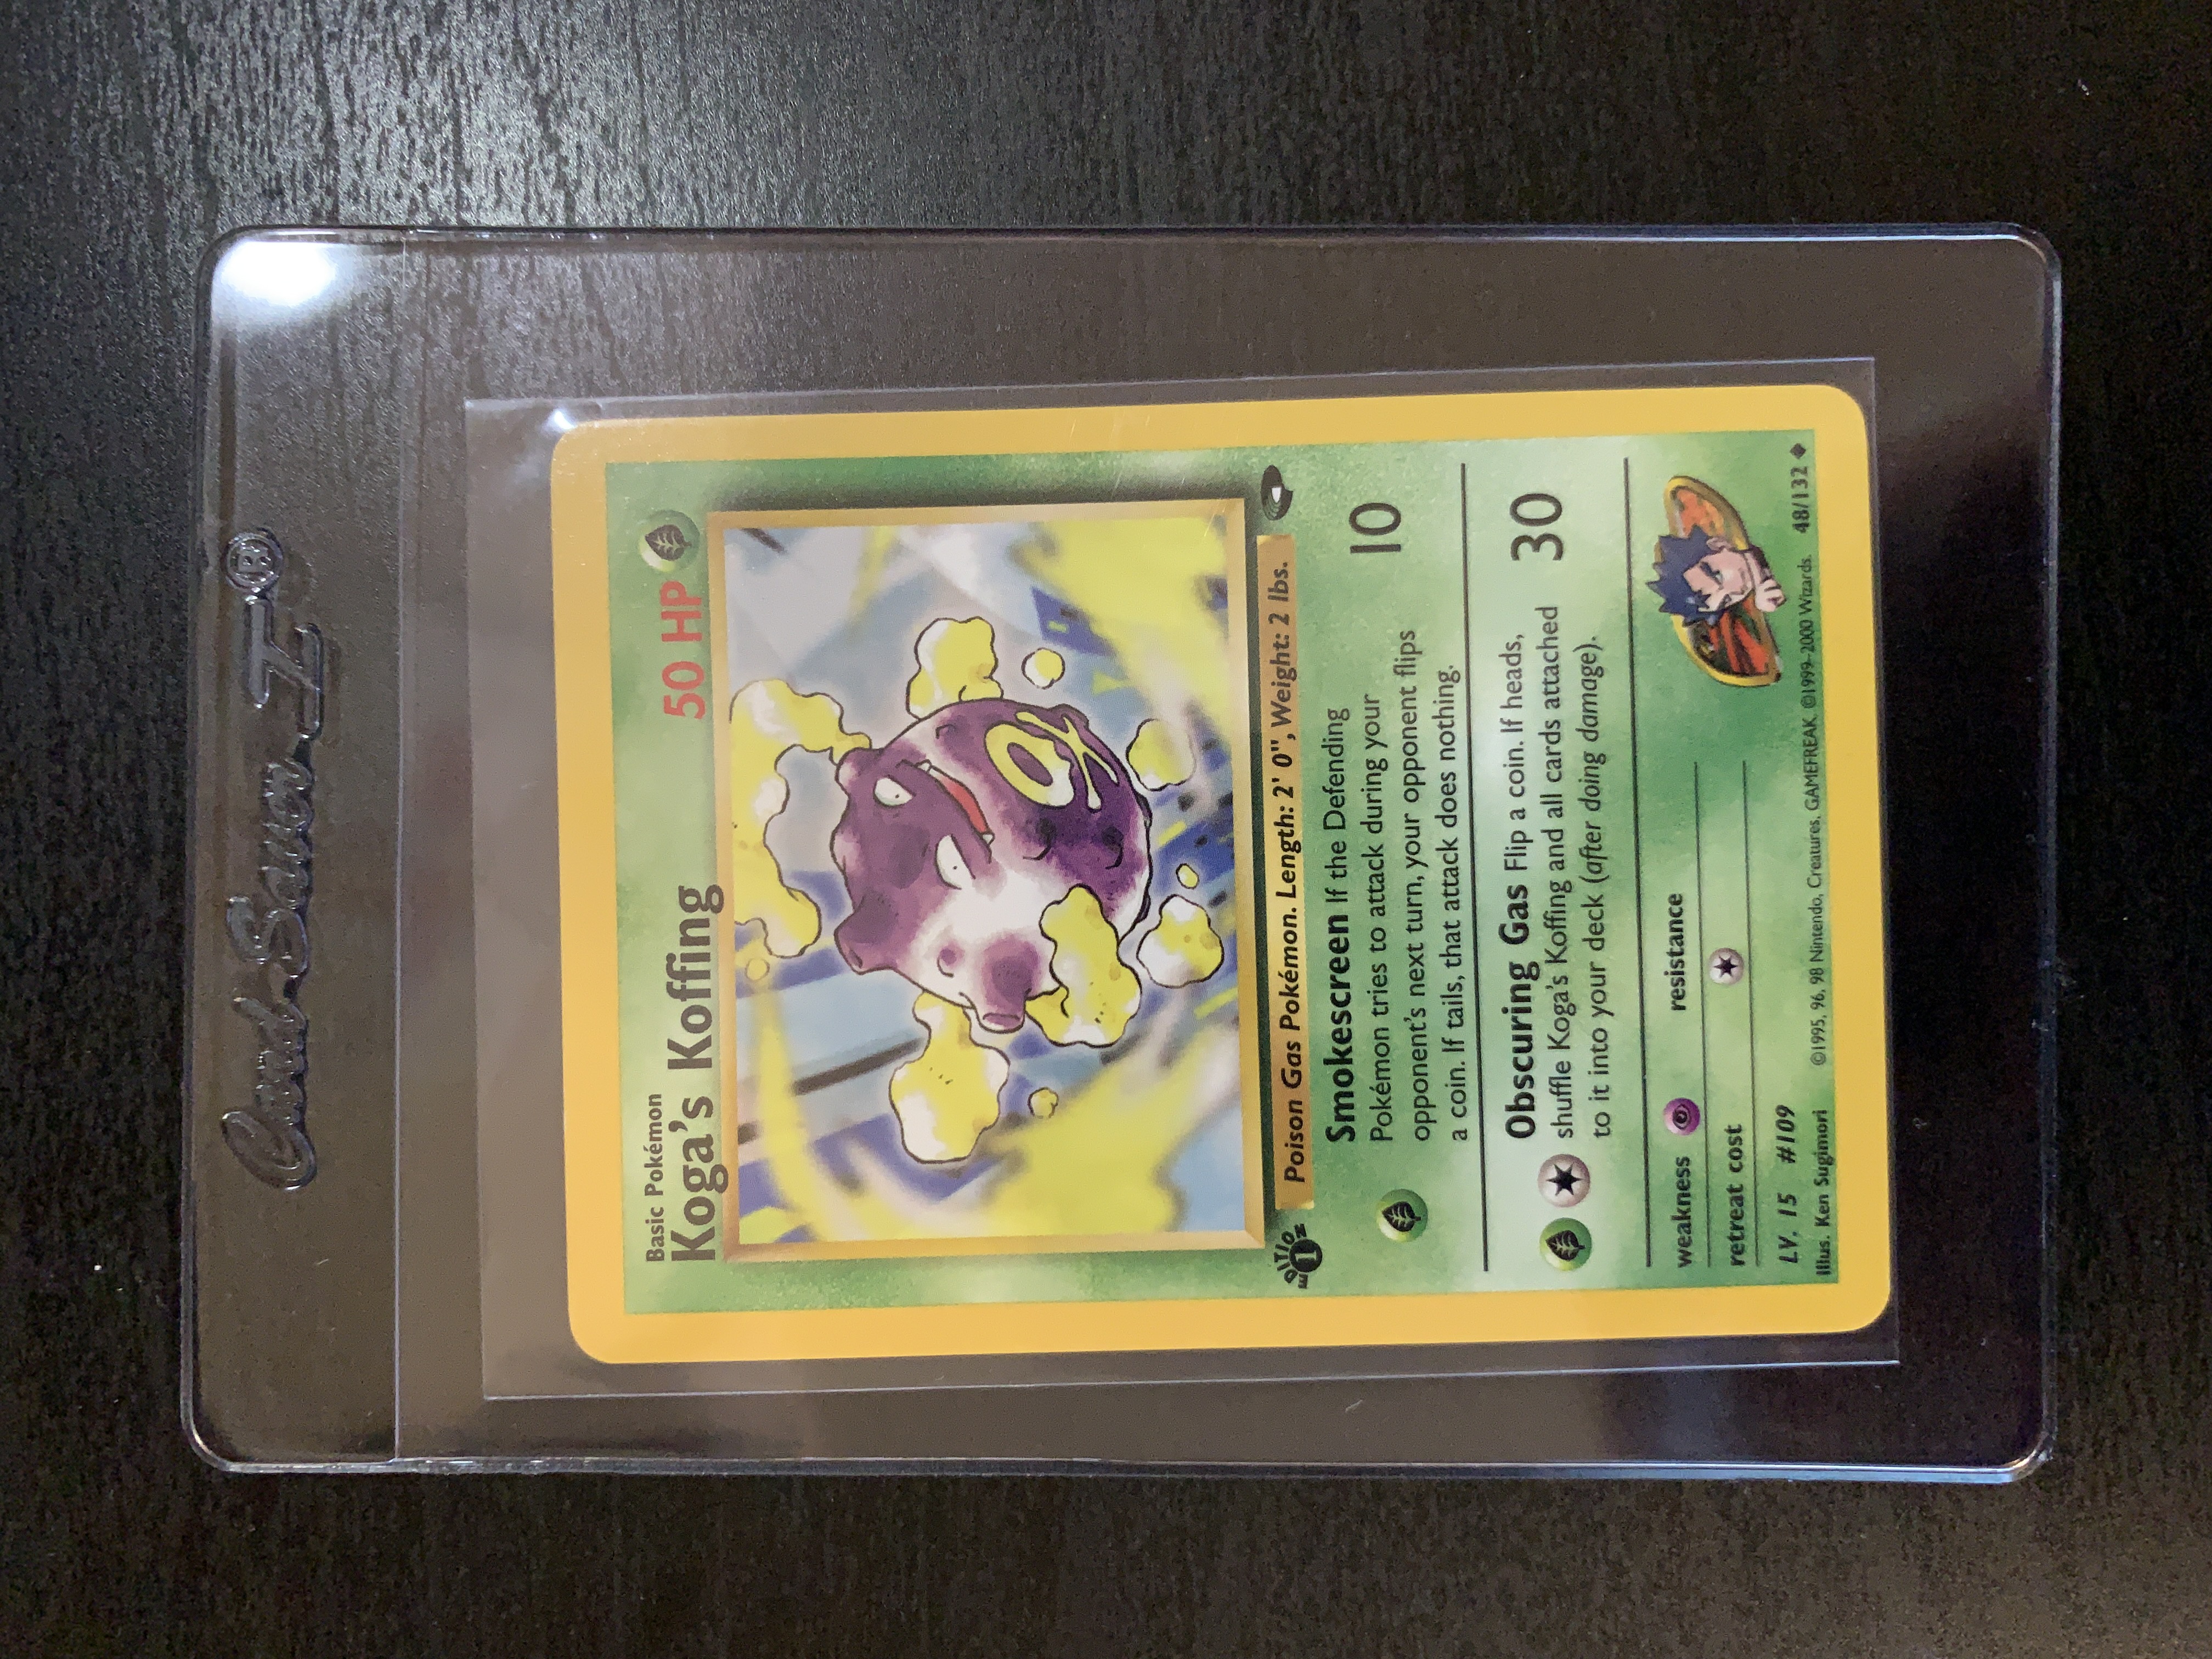 Card-Saver I®
Basic Pokémon
Koga's Koffing 50 HP
EDITION 1
Poison Gas Pokémon. Length: 2' 0", Weight: 2 lbs.
Smokescreen If the Defending
Pokémon tries to attack during your
opponent's next turn, your opponent flips
a coin. If tails, that attack does nothing.
10
Obscuring Gas Flip a coin. If heads,
shuffle Koga's Koffing and all cards attached
to it into your deck (after doing damage).
30
weakness resistance
retreat cost
LV. 15 #109
Illus. Ken Sugimori ©1995, 96, 98 Nintendo, Creatures, GAMEFREAK. ©1999-2000 Wizards. 48/132